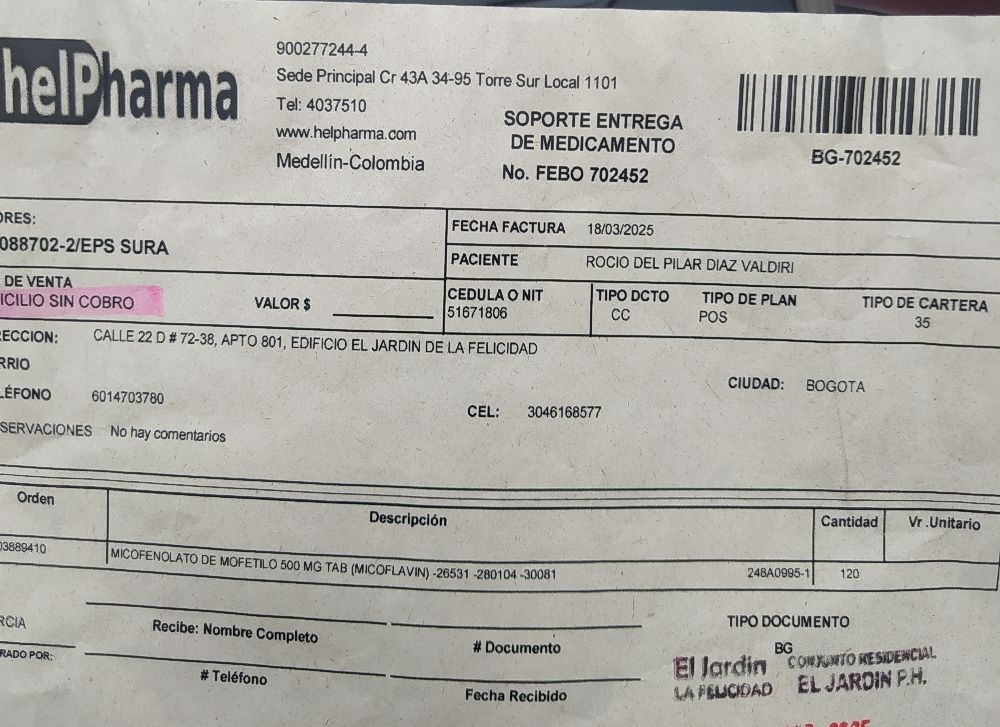 helPharma
900277244-4
Sede Principal Cr 43A 34-95 Torre Sur Local 1101
Tel: 4037510
www.helpharma.com
Medellín-Colombia
SOPORTE ENTREGA
DE MEDICAMENTO
No. FEBO 702452
BG-702452
ORES:
088702-2/EPS SURA
FECHA FACTURA 18/03/2025
PACIENTE ROCIO DEL PILAR DIAZ VALDIRI
DE VENTA
ICILIO SIN COBRO VALOR $
CEDULA O NIT TIPO DCTO TIPO DE PLAN TIPO DE CARTERA
51671806 CC POS 35
ECCION: CALLE 22 D # 72-38, APTO 801, EDIFICIO EL JARDIN DE LA FELICIDAD
RRIO
CIUDAD: BOGOTA
LÉFONO 6014703780
CEL: 3046168577
SERVACIONES No hay comentarios
Orden Descripción Cantidad Vr .Unitario
03889410 MICOFENOLATO DE MOFETILO 500 MG TAB (MICOFLAVIN) -26531 -280104 -30081 248A0995-1 120
RCIA
Recibe: Nombre Completo # Documento TIPO DOCUMENTO
BG
RADO POR:
# Teléfono Fecha Recibido
El Jardin
LA FELICIDAD
CONJUNTO RESIDENCIAL
EL JARDIN P.H.